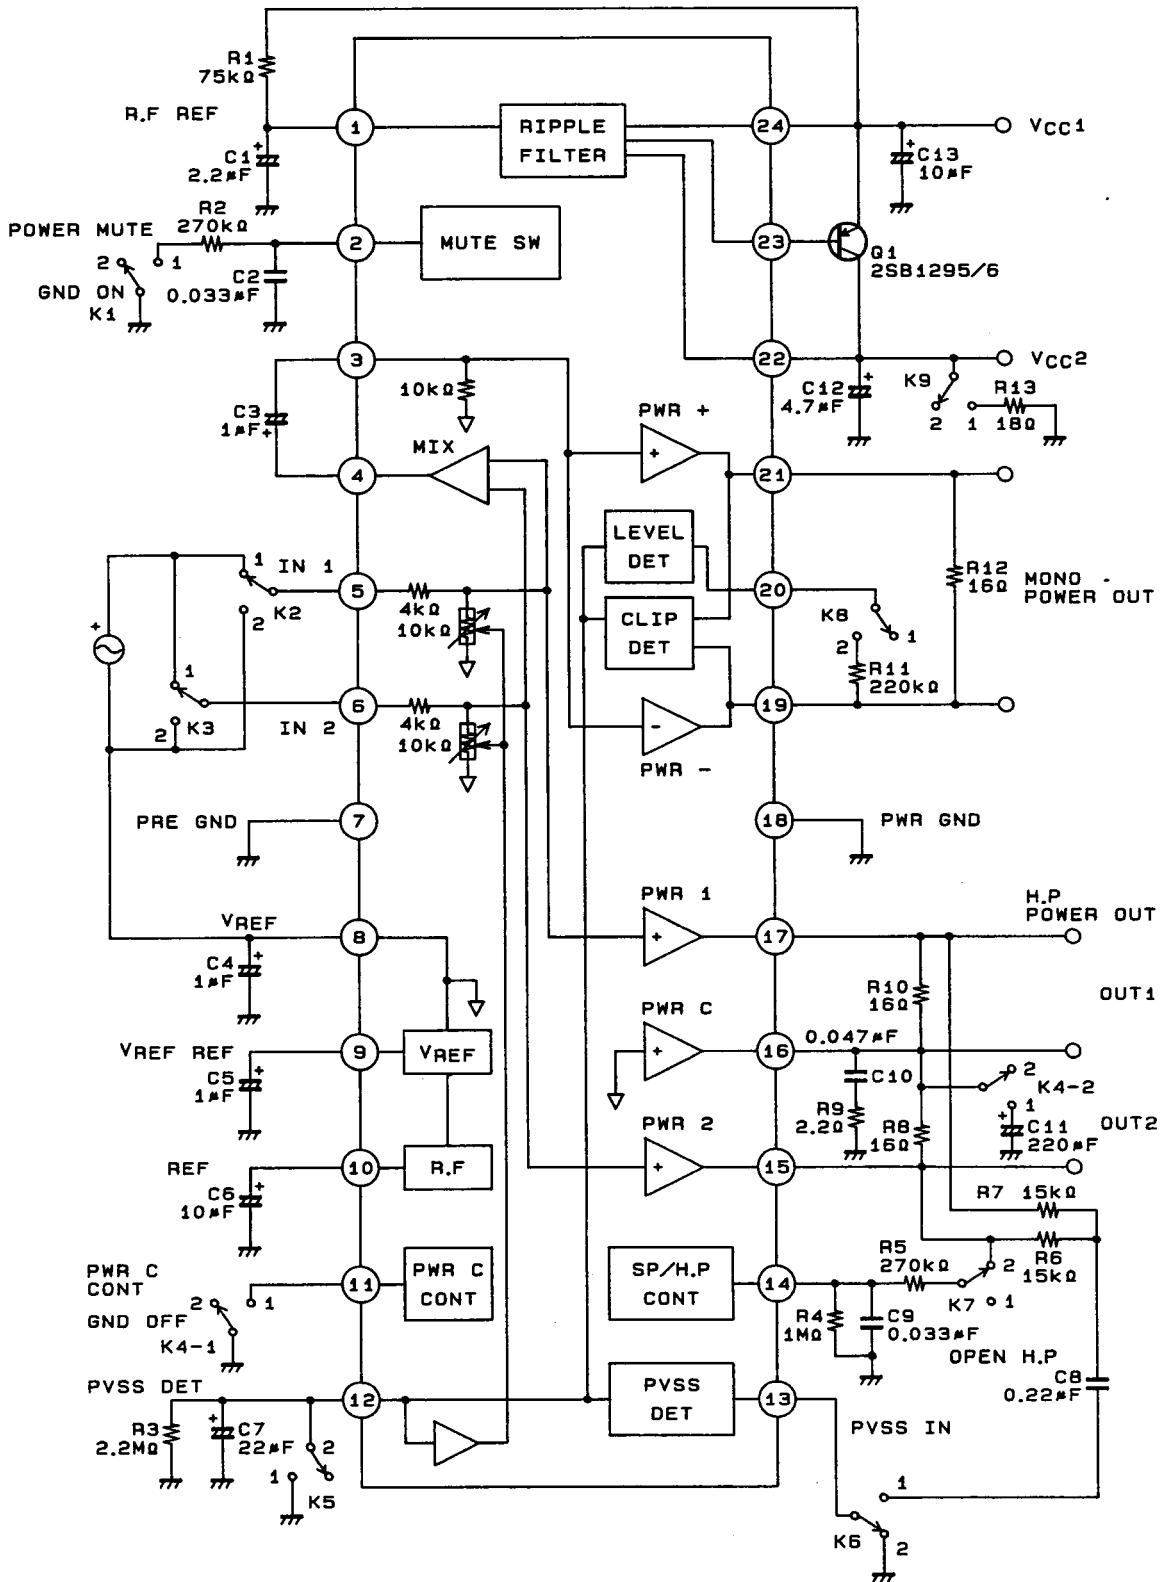 R1
75kΩ
R.F REF
1
RIPPLE
FILTER
24
VCC1
+
C1
2.2μF
+
C13
10μF
R2
270kΩ
POWER MUTE
2
1
GND ON
K1
C2
0.033μF
2
MUTE SW
23
Q1
2SB1295/6
3
10kΩ
22
VCC2
C3
1μF
+
C12
4.7μF
+
K9
2
1
R13
18Ω
PWR +
+
MIX
4
21
LEVEL
DET
1
IN 1
5
4kΩ
10kΩ
K2
2
20
K8
2
1
R11
220kΩ
R12
16Ω
MONO
POWER OUT
CLIP
DET
+
1
K3
2
IN 2
6
4kΩ
10kΩ
-
PWR -
19
PRE GND
7
18
PWR GND
VREF
8
C4
1μF
+
PWR 1
+
17
H.P
POWER OUT
R10
16Ω
OUT1
PWR C
+
16
0.047μF
VREF REF
9
VREF
C5
1μF
+
C10
R9
2.2Ω
2
K4-2
1
+
C11
220μF
R8
16Ω
OUT2
PWR 2
+
15
REF
10
R.F
C6
10μF
+
R7
15kΩ
R6
15kΩ
PWR C
CONT
2
1
GND OFF
K4-1
11
PWR C
CONT
SP/H.P
CONT
14
R5
270kΩ
2
K7
1
R4
1MΩ
C9
0.033μF
OPEN H.P
C8
0.22μF
PVSS DET
12
PVSS
DET
13
PVSS IN
R3
2.2MΩ
+
C7
22μF
2
1
K5
1
K6
2